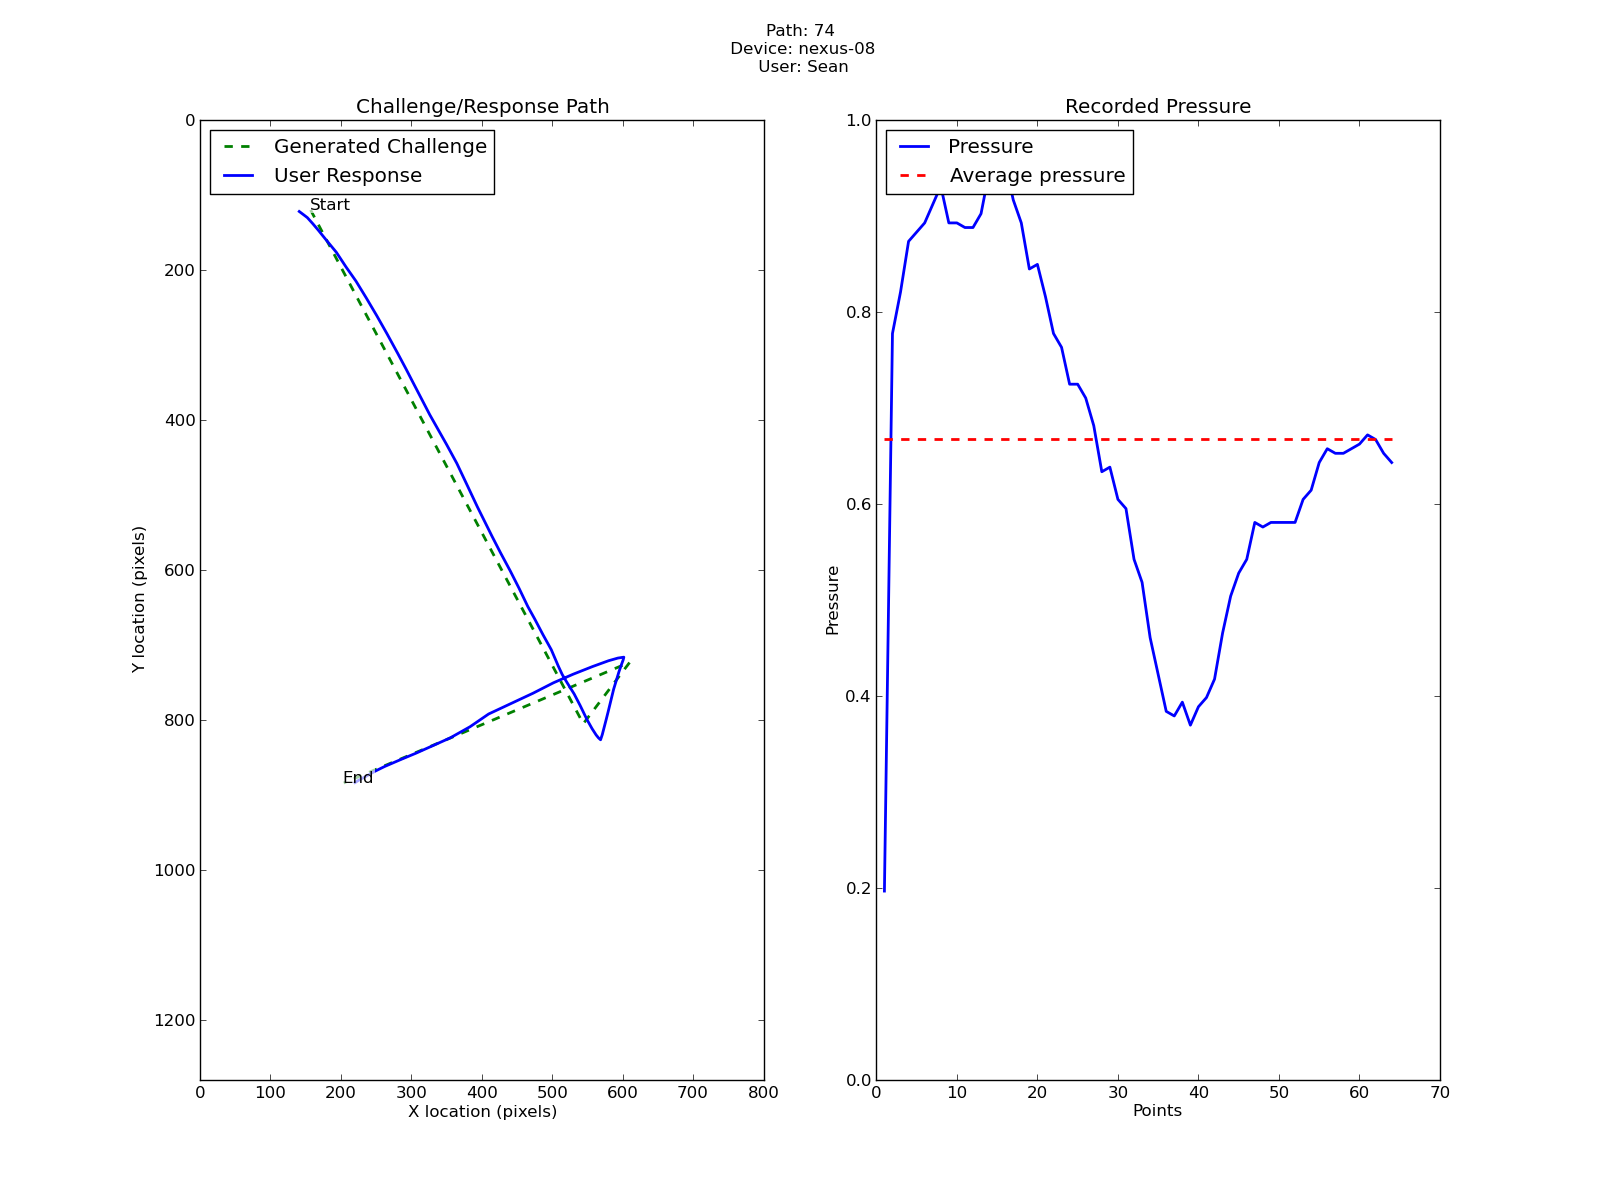 Path: 74
Device: nexus-08
User: Sean
Challenge/Response Path
Generated Challenge
User Response
Start
End
0
200
400
600
800
1000
1200
Y location (pixels)
0 100 200 300 400 500 600 700 800
X location (pixels)
Recorded Pressure
Pressure
Average pressure
1.0
0.8
0.6
0.4
0.2
0.0
Pressure
0 10 20 30 40 50 60 70
Points